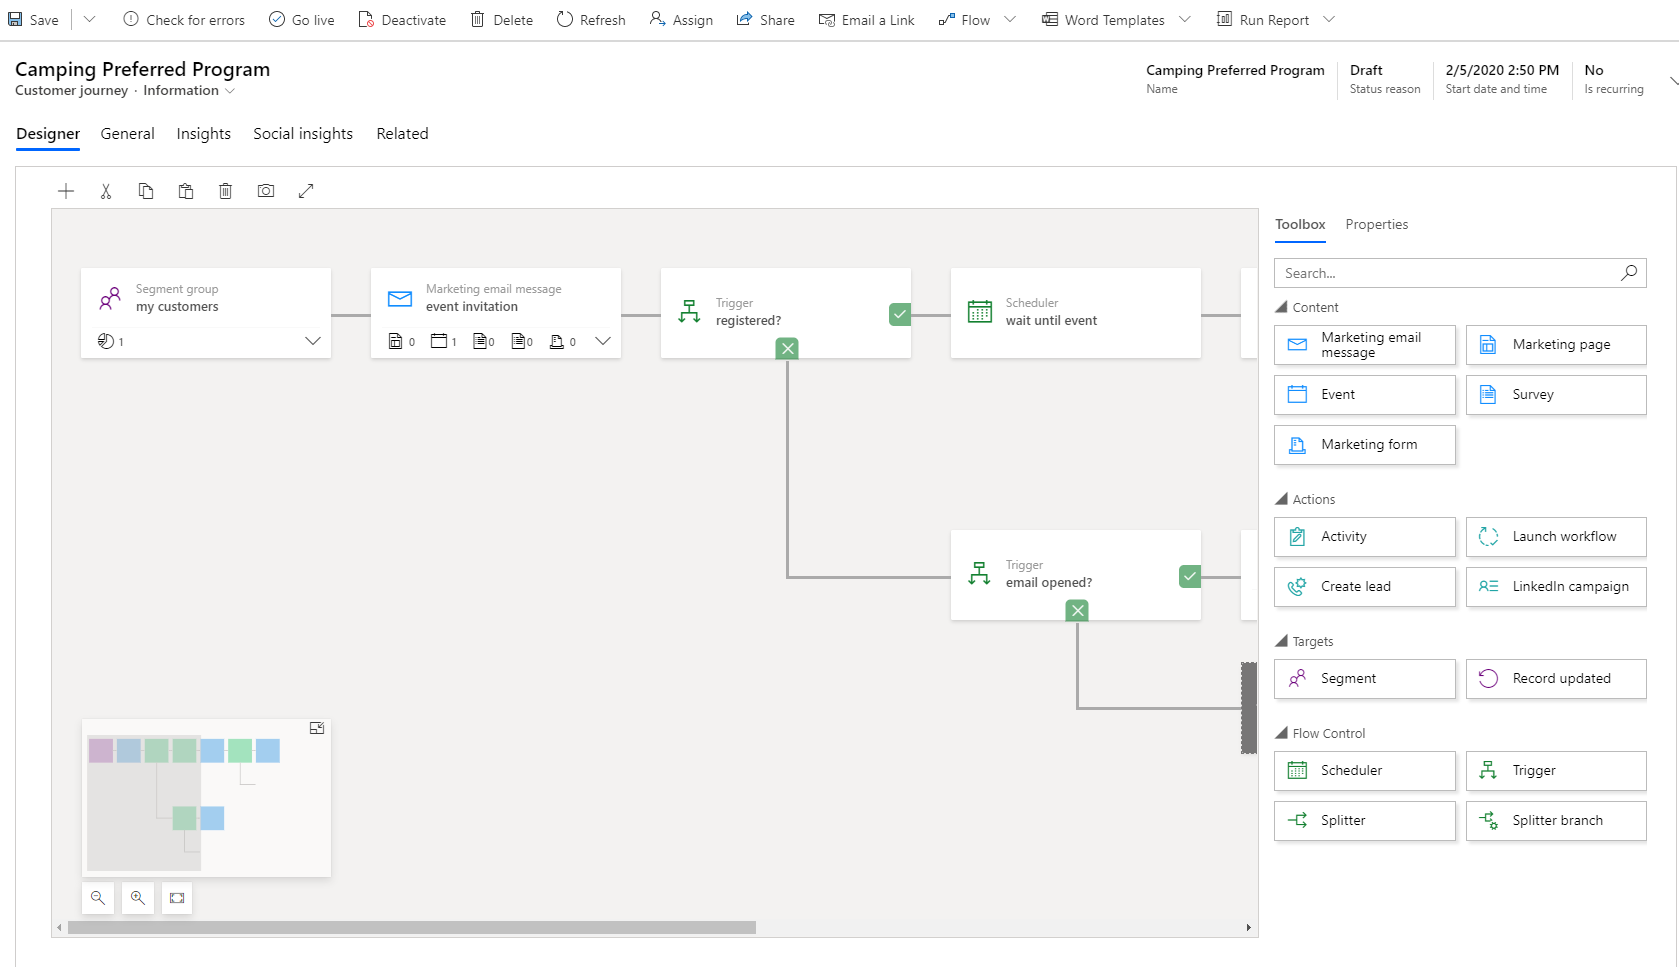 Save Check for errors Go live Deactivate Delete Refresh Assign Share Email a Link Flow Word Templates Run Report
Camping Preferred Program
Customer journey · Information
Camping Preferred Program Draft 2/5/2020 2:50 PM No
Name Status reason Start date and time Is recurring
Designer General Insights Social insights Related
Toolbox Properties
Search...
Segment group
my customers
1
Marketing email message
event invitation
0 1 0 0 0
Trigger
registered?
Scheduler
wait until event
Trigger
email opened?
Content
Marketing email
message
Marketing page
Event
Survey
Marketing form
Actions
Activity
Launch workflow
Create lead
LinkedIn campaign
Targets
Segment
Record updated
Flow Control
Scheduler
Trigger
Splitter
Splitter branch